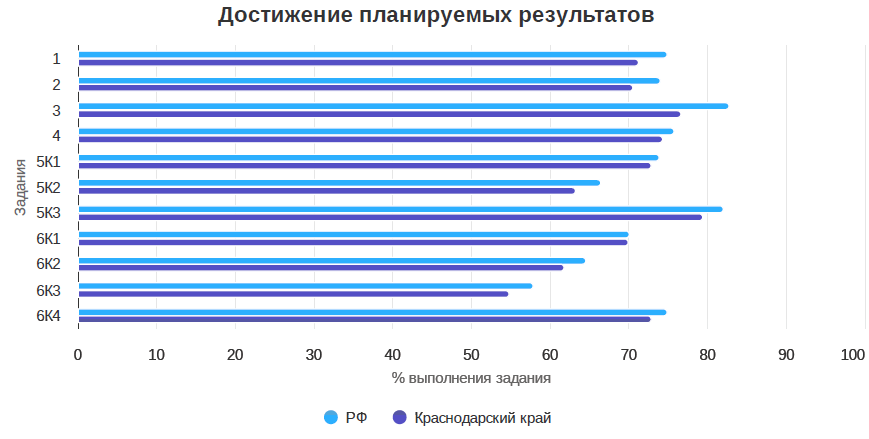 Достижение планируемых результатов
Задания
1
2
3
4
5К1
5К2
5К3
6К1
6К2
6К3
6К4
0 10 20 30 40 50 60 70 80 90 100
% выполнения задания
РФ Краснодарский край